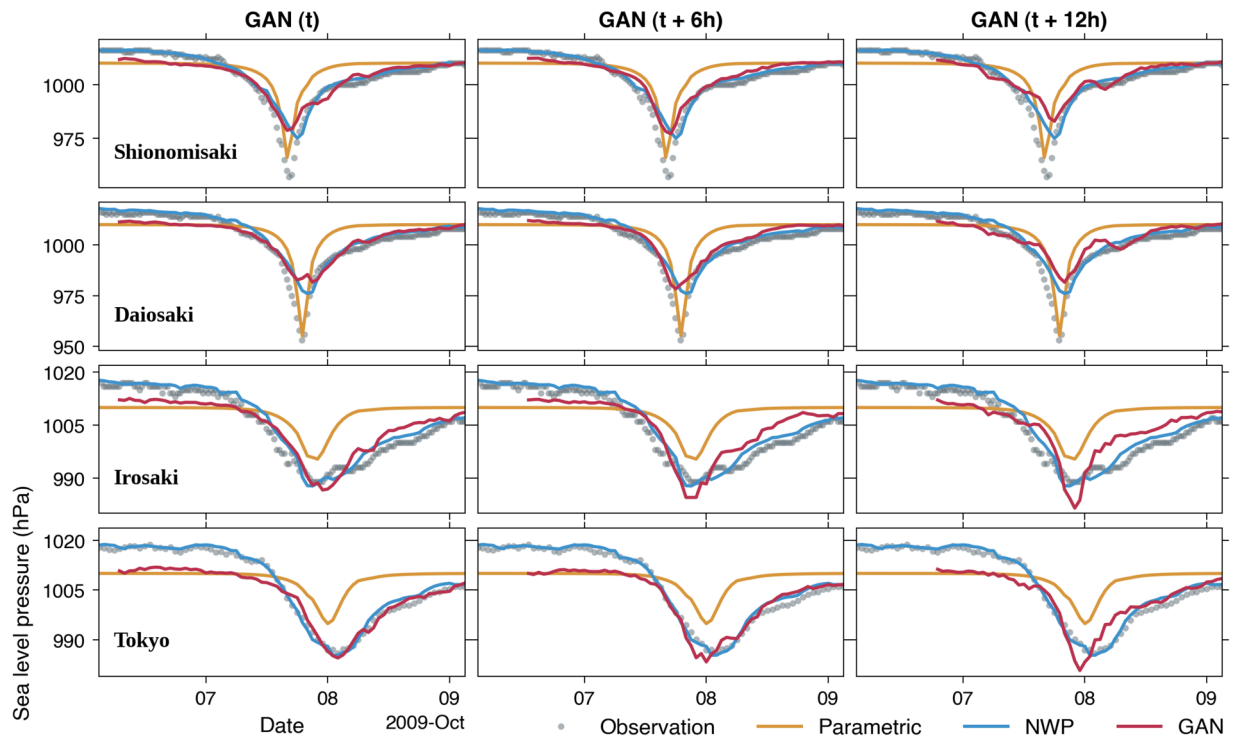 GAN (t) GAN (t + 6h) GAN (t + 12h)
1000
975
Shionomisaki
1000
975
950
Daiosaki
1020
1005
990
Irosaki
1020
1005
990
Tokyo
Sea level pressure (hPa)
07 08 09 07 08 09 07 08 09
Date 2009-Oct
Observation Parametric NWP GAN